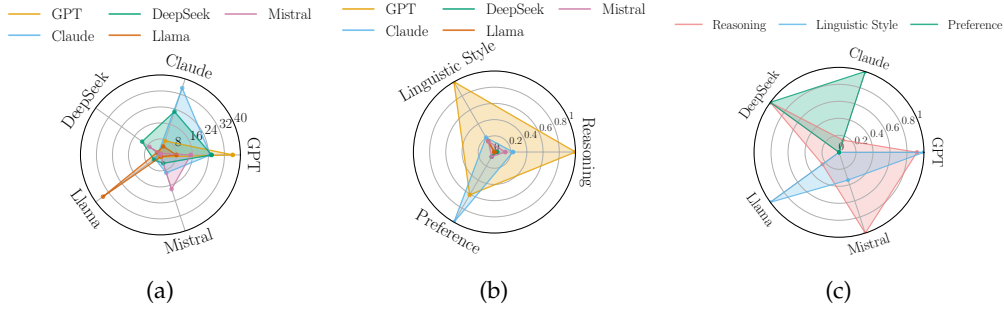 GPT DeepSeek Mistral
Claude Llama
GPT DeepSeek Mistral
Claude Llama
Reasoning Linguistic Style Preference
Claude
DeepSeek
GPT
Llama
Mistral
8 16 24 32 40
Linguistic Style
Reasoning
Preference
0 0.2 0.4 0.6 0.8 1
Claude
DeepSeek
GPT
Llama
Mistral
0 0.2 0.4 0.6 0.8 1
(a) (b) (c)